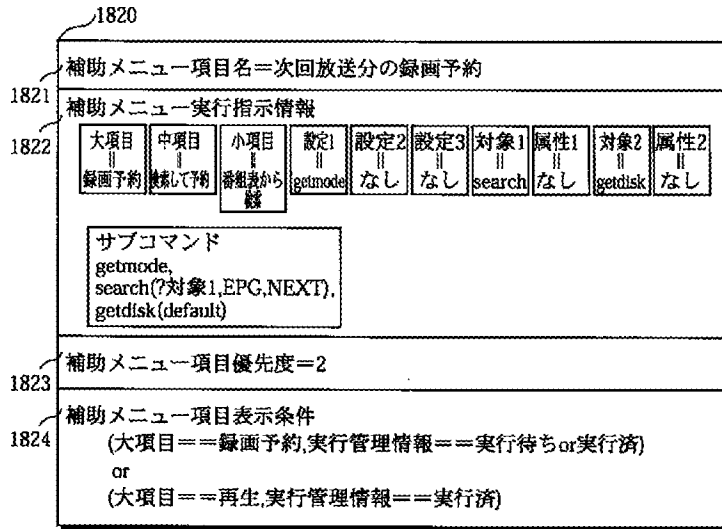 1820
1821
補助メニュー項目名＝次回放送分の録画予約
1822
補助メニュー実行指示情報
大項目 ＝ 録画予約
中項目 ＝ 検索して予約
小項目 ＝ 番組表から検索
設定1 ＝ getmode
設定2 ＝ なし
設定3 ＝ なし
対象1 ＝ search
属性1 ＝ なし
対象2 ＝ getdisk
属性2 ＝ なし
サブコマンド
getmode,
search(?対象1,EPG,NEXT),
getdisk(default)
1823
補助メニュー項目優先度＝2
1824
補助メニュー項目表示条件
(大項目＝＝録画予約,実行管理情報＝＝実行待ちor実行済)
or
(大項目＝＝再生,実行管理情報＝＝実行済)